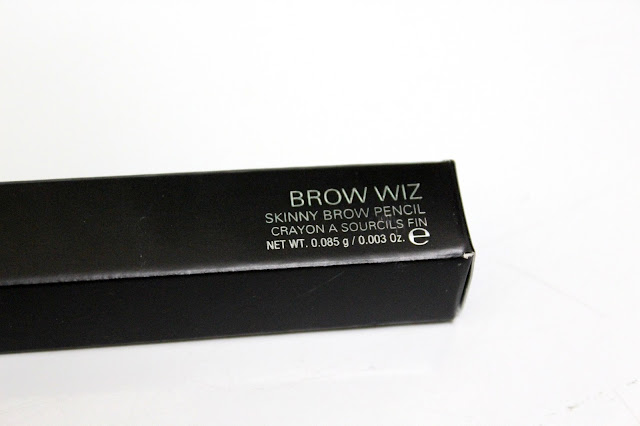 BROW WIZ
SKINNY BROW PENCIL
CRAYON A SOURCILS FIN
NET WT. 0.085 g / 0.003 Oz. ℮